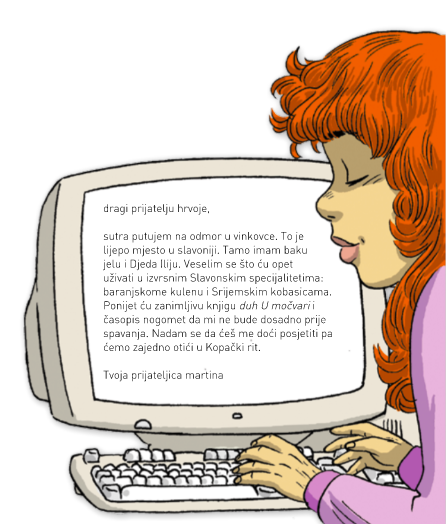 dragi prijatelju hrvoje,
sutra putujem na odmor u vinkovce. To je
lijepo mjesto u slavoniji. Tamo imam baku
jelu i Djeda Iliju. Veselim se što ću opet
uživati u izvrsnim Slavonskim specijalitetima:
baranjskome kulenu i Srijemskim kobasicama.
Ponijet ću zanimljivu knjigu duh U močvari i
časopis nogomet da mi ne bude dosadno prije
spavanja. Nadam se da ćeš me doći posjetiti pa
ćemo zajedno otići u Kopački rit.
Tvoja prijateljica martina